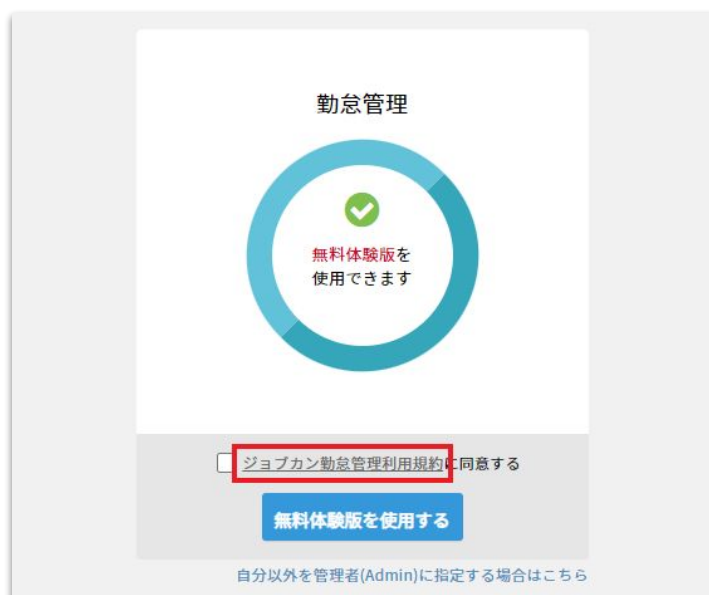 勤怠管理
無料体験版を
使用できます
ジョブカン勤怠管理利用規約に同意する
無料体験版を使用する
自分以外を管理者(Admin)に指定する場合はこちら